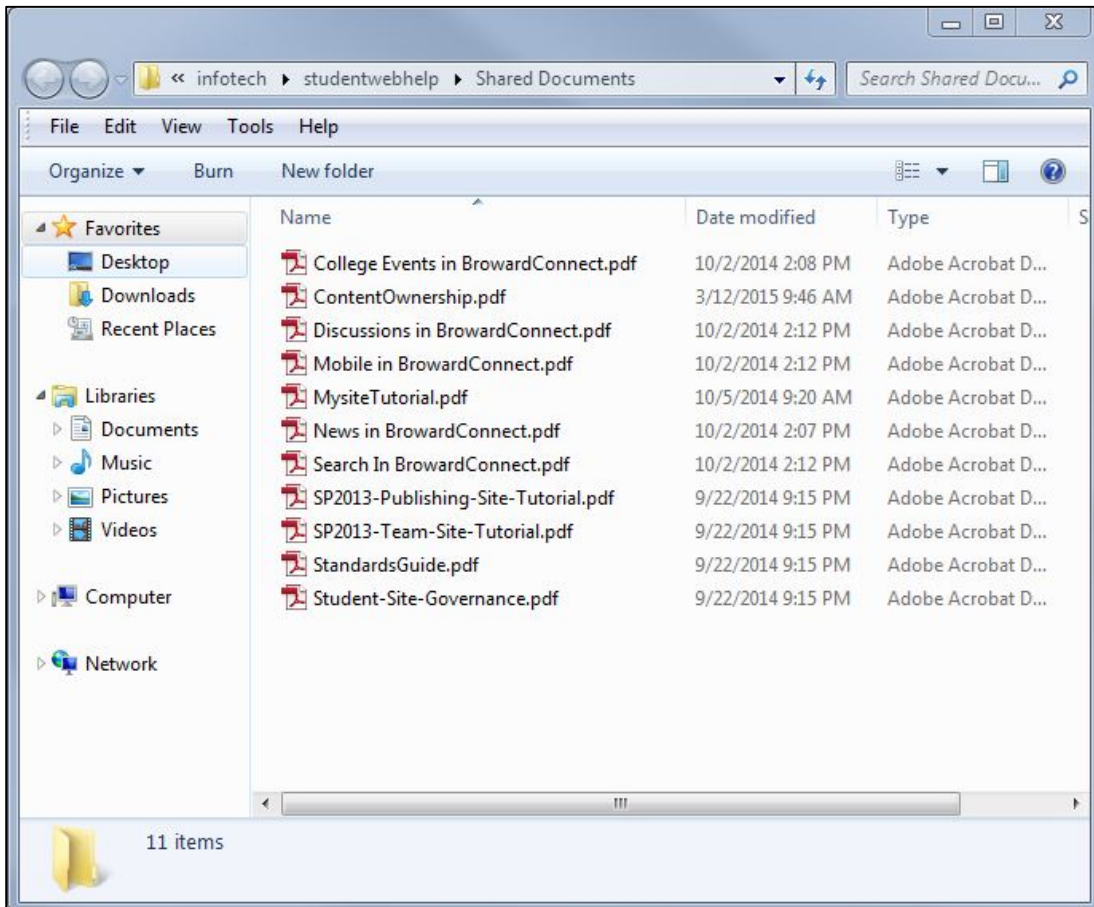 « infotech ▸ studentwebhelp ▸ Shared Documents Search Shared Docu...
File Edit View Tools Help
Organize Burn New folder
Name Date modified Type S
Favorites
Desktop
Downloads
Recent Places
Libraries
Documents
Music
Pictures
Videos
Computer
Network
College Events in BrowardConnect.pdf 10/2/2014 2:08 PM Adobe Acrobat D...
ContentOwnership.pdf 3/12/2015 9:46 AM Adobe Acrobat D...
Discussions in BrowardConnect.pdf 10/2/2014 2:12 PM Adobe Acrobat D...
Mobile in BrowardConnect.pdf 10/2/2014 2:12 PM Adobe Acrobat D...
MysiteTutorial.pdf 10/5/2014 9:20 AM Adobe Acrobat D...
News in BrowardConnect.pdf 10/2/2014 2:07 PM Adobe Acrobat D...
Search In BrowardConnect.pdf 10/2/2014 2:12 PM Adobe Acrobat D...
SP2013-Publishing-Site-Tutorial.pdf 9/22/2014 9:15 PM Adobe Acrobat D...
SP2013-Team-Site-Tutorial.pdf 9/22/2014 9:15 PM Adobe Acrobat D...
StandardsGuide.pdf 9/22/2014 9:15 PM Adobe Acrobat D...
Student-Site-Governance.pdf 9/22/2014 9:15 PM Adobe Acrobat D...
11 items